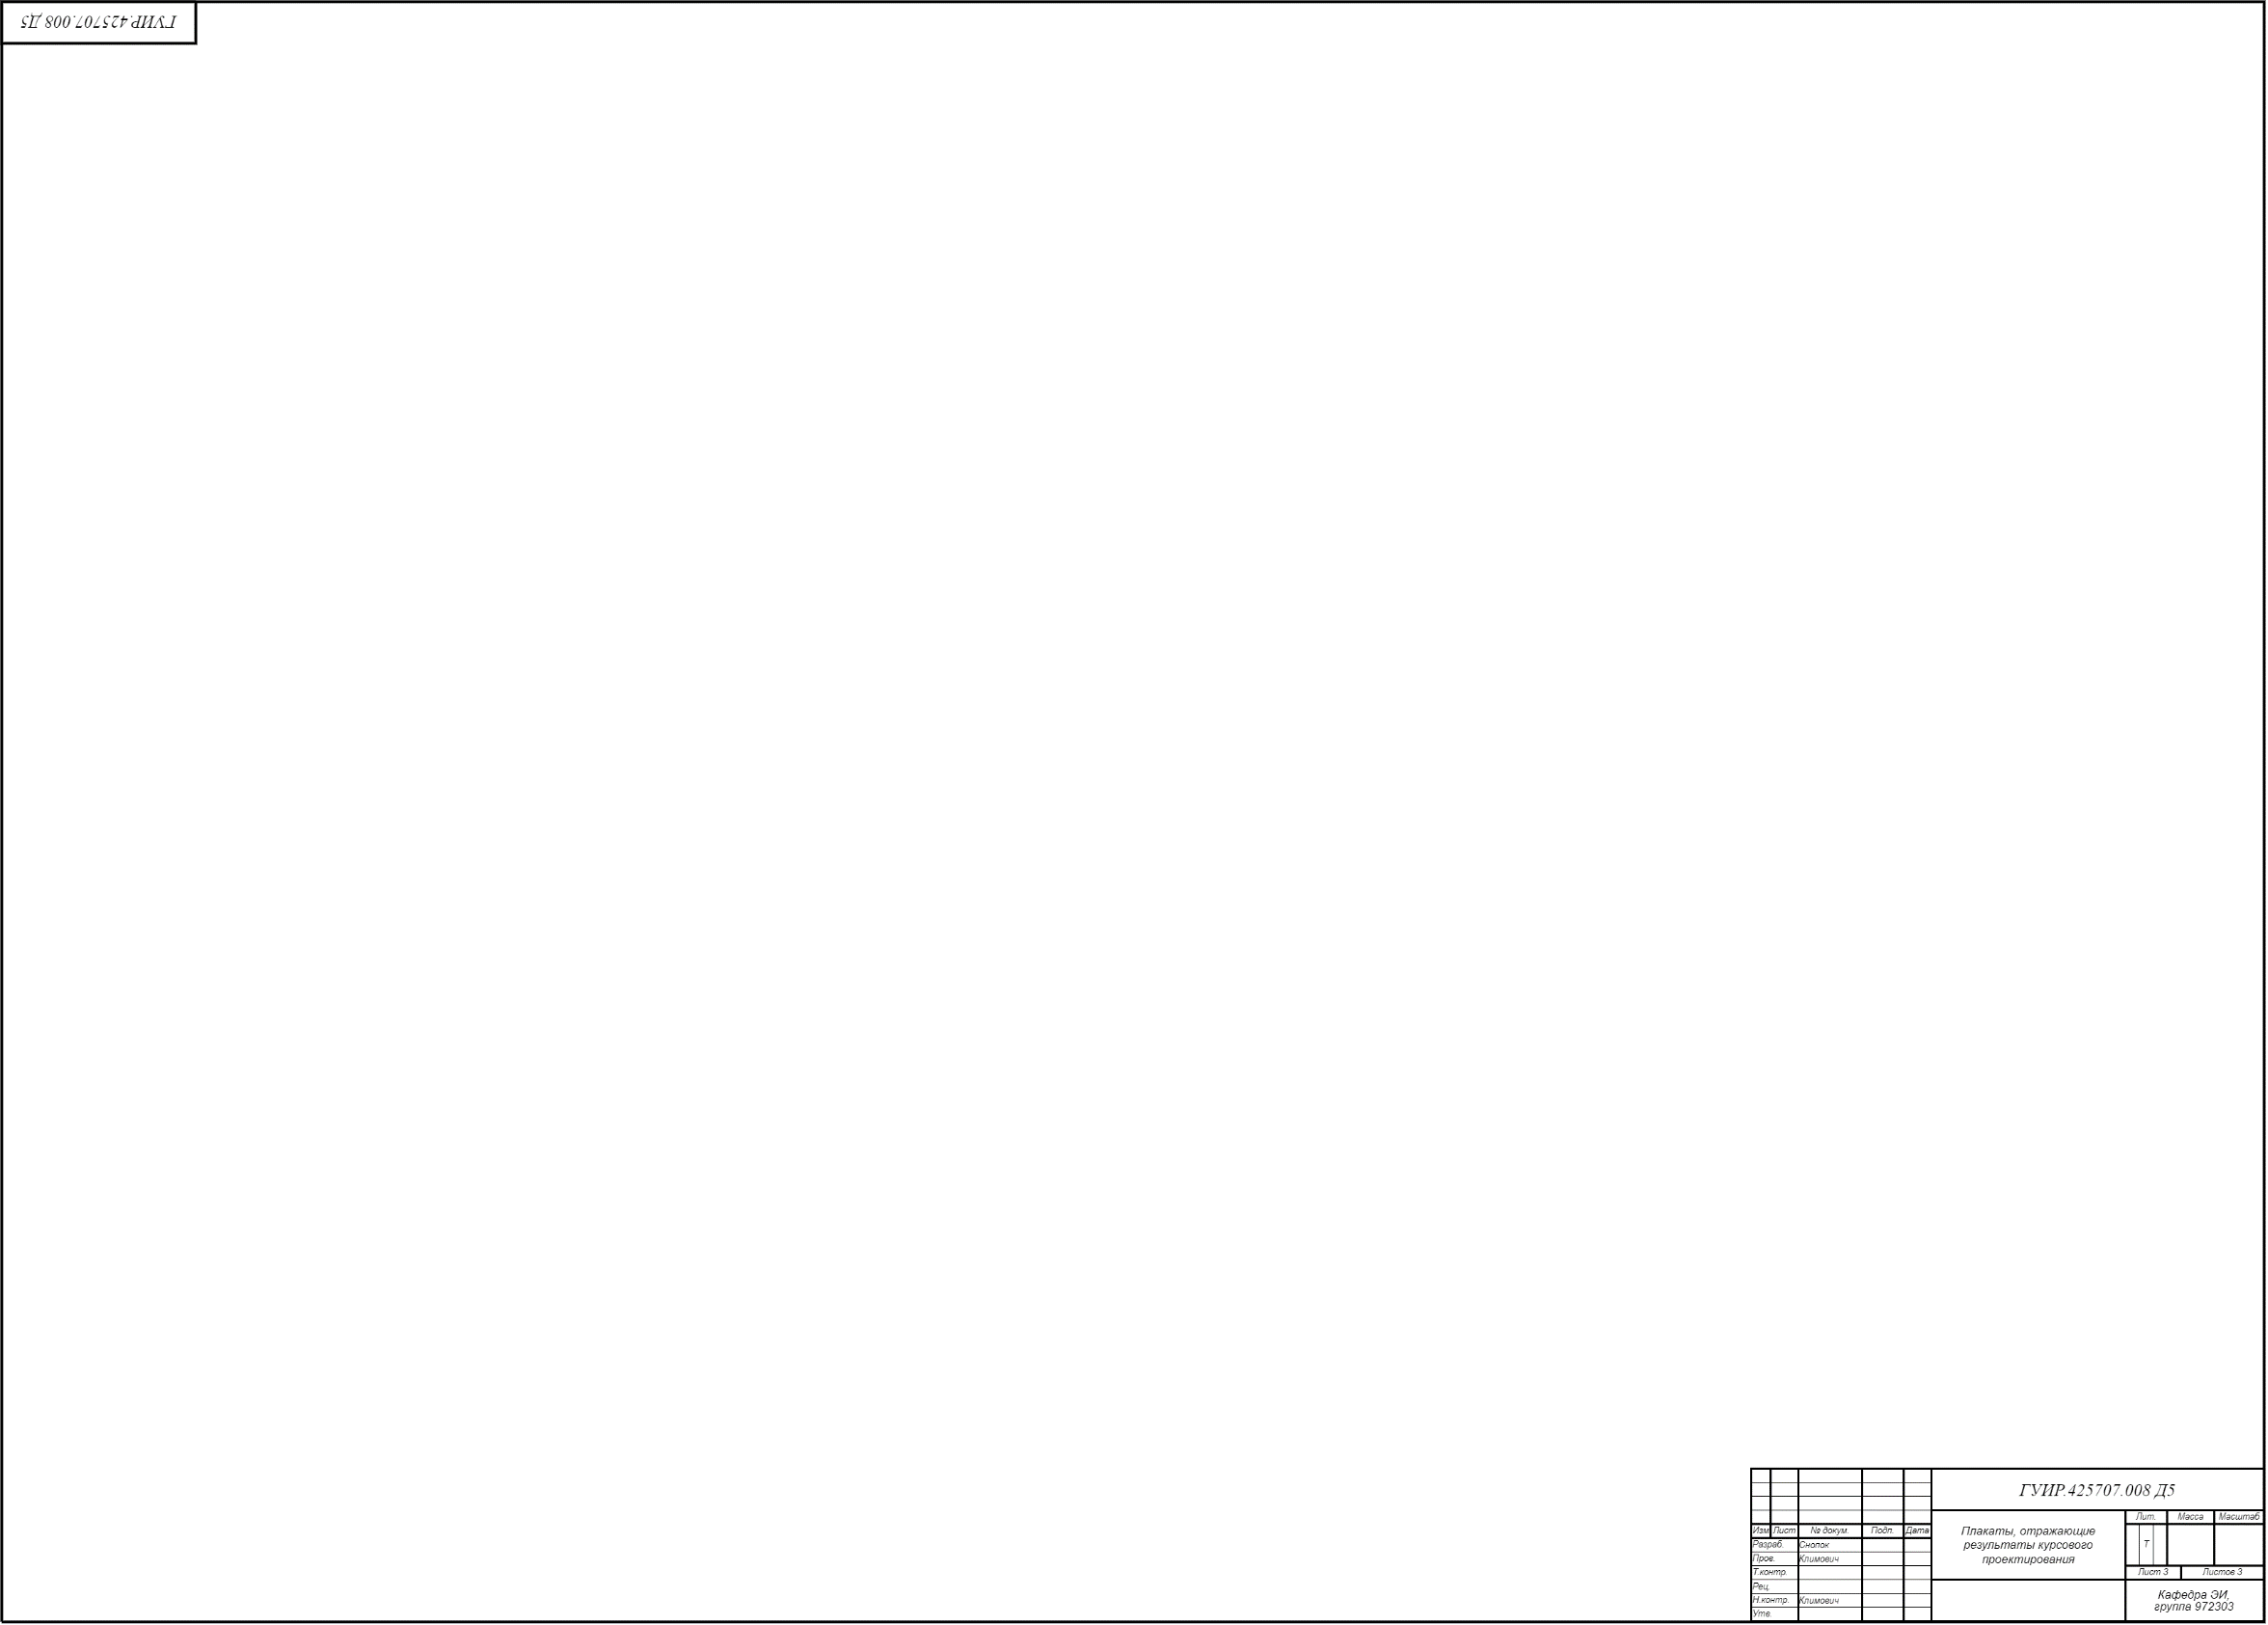 ГУИР.425707.008 Д5
ГУИР.425707.008 Д5
Изм Лист № докум. Подп. Дата
Разраб. Снопок
Пров. Климович
Т.контр.
Рец.
Н.контр. Климович
Утв.
Плакаты, отражающие
результаты курсового
проектирования
Лит. Масса Масштаб
Т
Лист 3 Листов 3
Кафедра ЭИ,
группа 972303